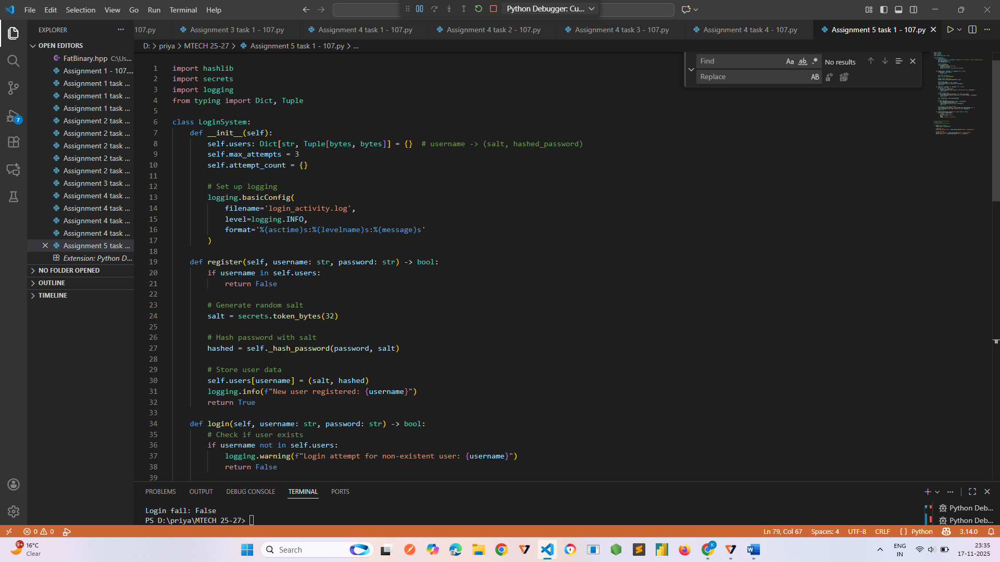 File Edit Selection View Go Run Terminal Help
Python Debugger: Cu...
EXPLORER
107.py
Assignment 3 task 1 - 107.py
Assignment 4 task 1 - 107.py
Assignment 4 task 2 - 107.py
Assignment 4 task 3 - 107.py
Assignment 4 task 4 - 107.py
Assignment 5 task 1 - 107.py
D: > priya > MTECH 25-27 > Assignment 5 task 1 - 107.py > ...
OPEN EDITORS
FatBinary.hpp C:\Us...
Assignment 1 - 107....
Assignment 1 task ...
Assignment 1 task ...
Assignment 1 task ...
Assignment 2 task ...
Assignment 2 task ...
Assignment 2 task ...
Assignment 2 task ...
Assignment 2 task ...
Assignment 3 task ...
Assignment 4 task ...
Assignment 4 task ...
Assignment 4 task ...
Assignment 4 task ...
Assignment 5 task ...
Extension: Python D...
NO FOLDER OPENED
OUTLINE
TIMELINE
7
Find Aa ab .* No results
Replace AB
1 import hashlib
2 import secrets
3 import logging
4 from typing import Dict, Tuple
5
6 class LoginSystem:
7     def __init__(self):
8         self.users: Dict[str, Tuple[bytes, bytes]] = {}  # username -> (salt, hashed_password)
9         self.max_attempts = 3
10         self.attempt_count = {}
11
12         # Set up logging
13         logging.basicConfig(
14             filename='login_activity.log',
15             level=logging.INFO,
16             format='%(asctime)s:%(levelname)s:%(message)s'
17         )
18
19     def register(self, username: str, password: str) -> bool:
20         if username in self.users:
21             return False
22
23         # Generate random salt
24         salt = secrets.token_bytes(32)
25
26         # Hash password with salt
27         hashed = self._hash_password(password, salt)
28
29         # Store user data
30         self.users[username] = (salt, hashed)
31         logging.info(f"New user registered: {username}")
32         return True
33
34     def login(self, username: str, password: str) -> bool:
35         # Check if user exists
36         if username not in self.users:
37             logging.warning(f"Login attempt for non-existent user: {username}")
38             return False
39
PROBLEMS OUTPUT DEBUG CONSOLE TERMINAL PORTS
Login fail: False
PS D:\priya\MTECH 25-27>
Python Deb...
Python Deb...
0 0
Ln 79, Col 67 Spaces: 4 UTF-8 CRLF { } Python 3.14.0
9+ 16°C
Clear
Search
K
ENG
IN
23:35
17-11-2025